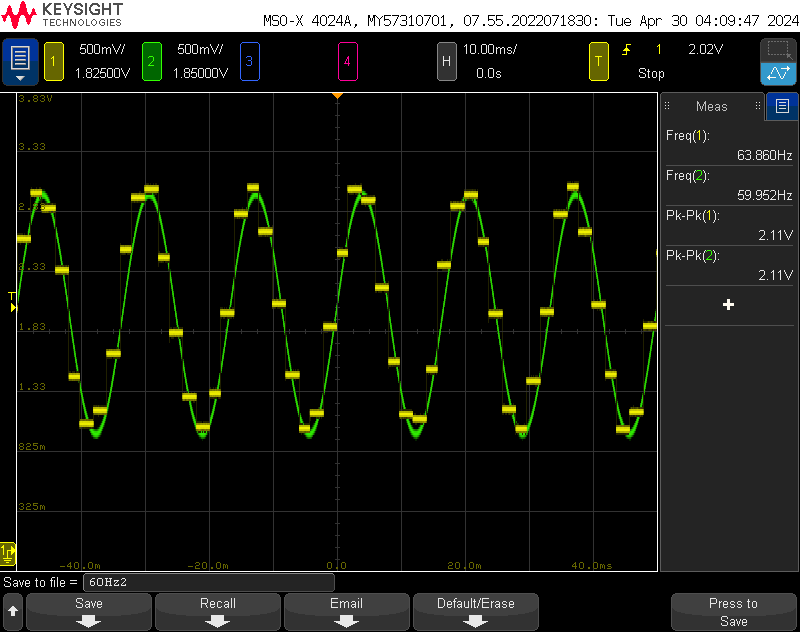 KEYSIGHT
TECHNOLOGIES
MSO-X 4024A, MY57310701, 07.55.2022071830: Tue Apr 30 04:09:47 2024
1 500mV/ 2 500mV/ 3 4 H 10.00ms/ T 1 2.02V
1.82500V 1.85000V 0.0s Stop
3.83V
3.33
2.83
2.33
1.83
1.33
825m
325m
T
1
-40.0m -20.0m 0.0 20.0m 40.0ms
Meas
Freq(1):
63.860Hz
Freq(2):
59.952Hz
Pk-Pk(1):
2.11V
Pk-Pk(2):
2.11V
Save to file = 60Hz2
Save Recall Email Default/Erase Press to
Save